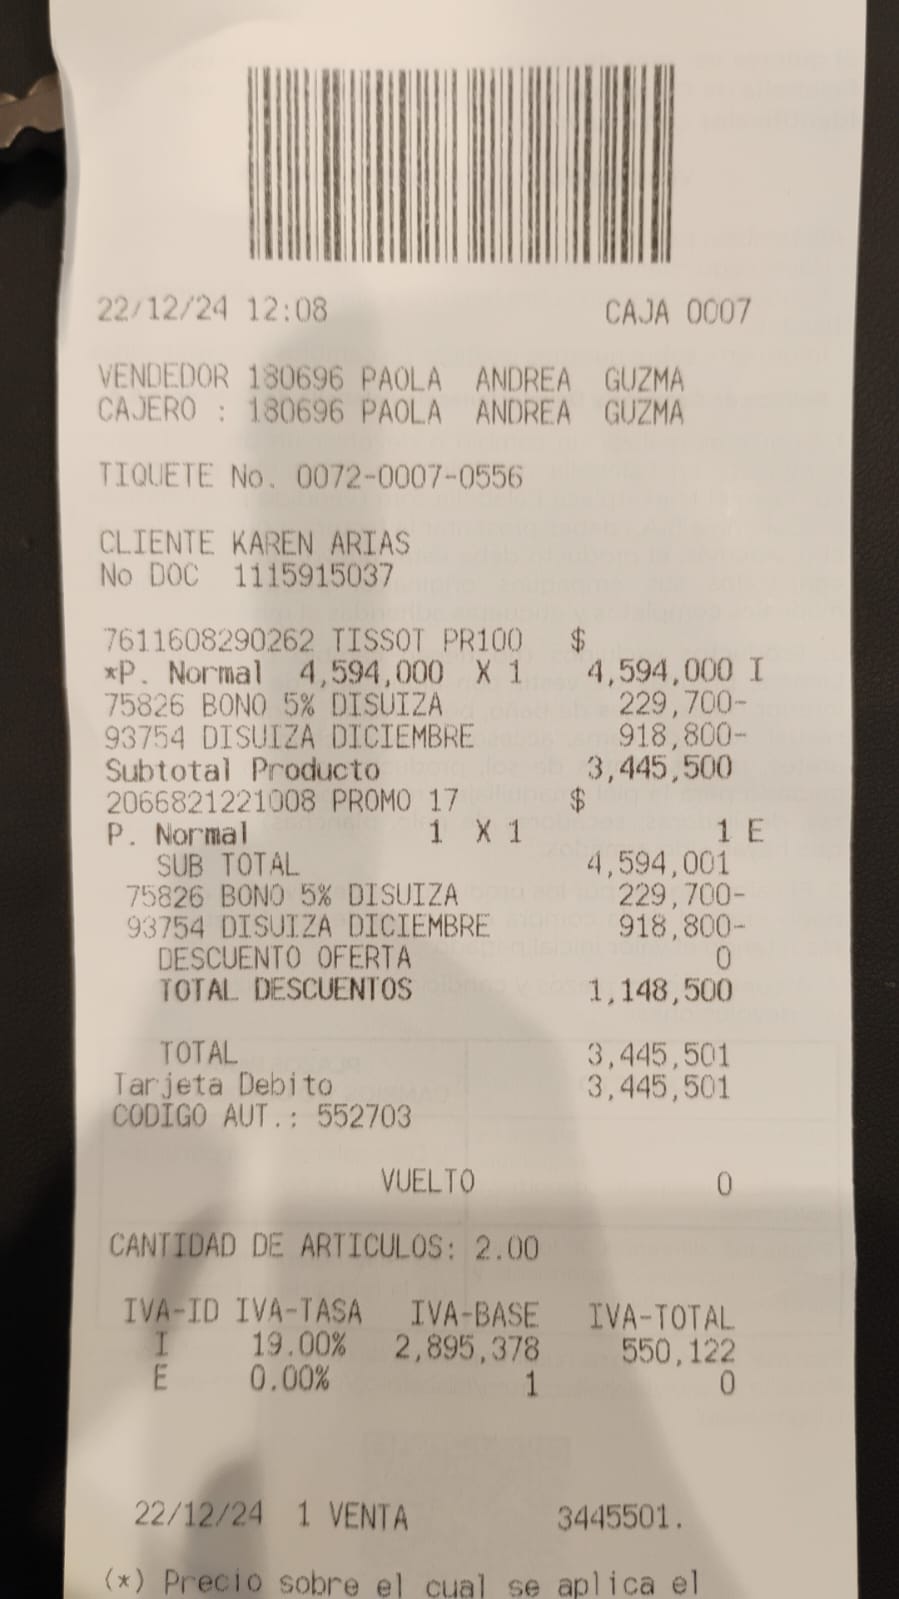 22/12/24 12:08 CAJA 0007
VENDEDOR 180696 PAOLA ANDREA GUZMA
CAJERO : 180696 PAOLA ANDREA GUZMA
TIQUETE No. 0072-0007-0556
CLIENTE KAREN ARIAS
No DOC 1115915037
7611608290262 TISSOT PR100 $
*P. Normal 4,594,000 X 1 4,594,000 I
75826 BONO 5% DISUIZA 229,700-
93754 DISUIZA DICIEMBRE 918,800-
Subtotal Producto 3,445,500
2066821221008 PROMO 17 $
P. Normal 1 X 1 1 E
SUB TOTAL 4,594,001
75826 BONO 5% DISUIZA 229,700-
93754 DISUIZA DICIEMBRE 918,800-
DESCUENTO OFERTA 0
TOTAL DESCUENTOS 1,148,500
TOTAL 3,445,501
Tarjeta Debito 3,445,501
CODIGO AUT.: 552703
VUELTO 0
CANTIDAD DE ARTICULOS: 2.00
IVA-ID IVA-TASA IVA-BASE IVA-TOTAL
I 19.00% 2,895,378 550,122
E 0.00% 1 0
22/12/24 1 VENTA 3445501.
(*) Precio sobre el cual se aplica el